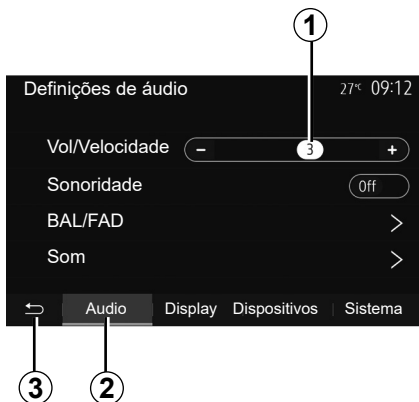 1
Definições de áudio 27°C 09:12
Vol/Velocidade − 3 +
Sonoridade Off
BAL/FAD >
Som >
Audio Display Dispositivos Sistema
3 2